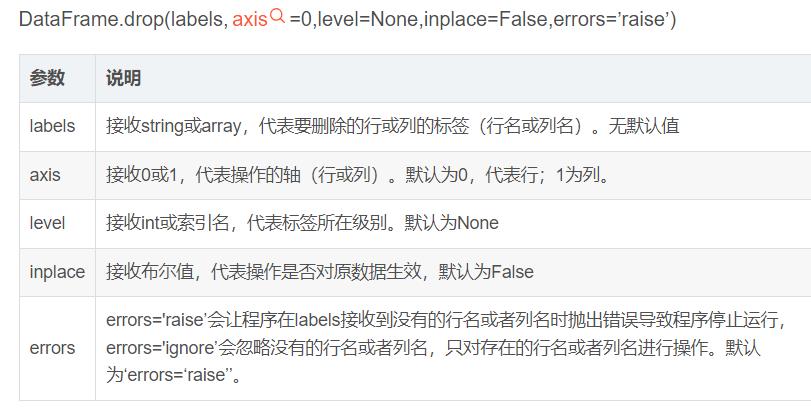 DataFrame.drop(labels, axis =0,level=None,inplace=False,errors=’raise’)
参数 说明
labels 接收string或array，代表要删除的行或列的标签（行名或列名）。无默认值
axis 接收0或1，代表操作的轴（行或列）。默认为0，代表行；1为列。
level 接收int或索引名，代表标签所在级别。默认为None
inplace 接收布尔值，代表操作是否对原数据生效，默认为False
errors errors='raise’会让程序在labels接收到没有的行名或者列名时抛出错误导致程序停止运行，
errors='ignore’会忽略没有的行名或者列名，只对存在的行名或者列名进行操作。默认
为‘errors=‘raise’’。